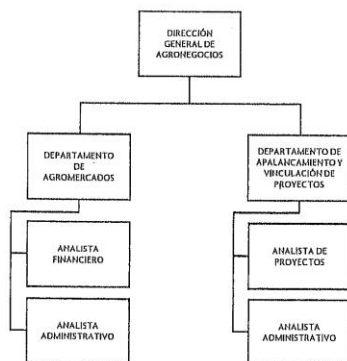 DIRECCIÓN
GENERAL DE
AGRONEGOCIOS
DEPARTAMENTO
DE
AGROMERCADOS
DEPARTAMENTO DE
APALANCAMIENTO Y
VINCULACIÓN DE
PROYECTOS
ANALISTA
FINANCIERO
ANALISTA DE
PROYECTOS
ANALISTA
ADMINISTRATIVO
ANALISTA
ADMINISTRATIVO